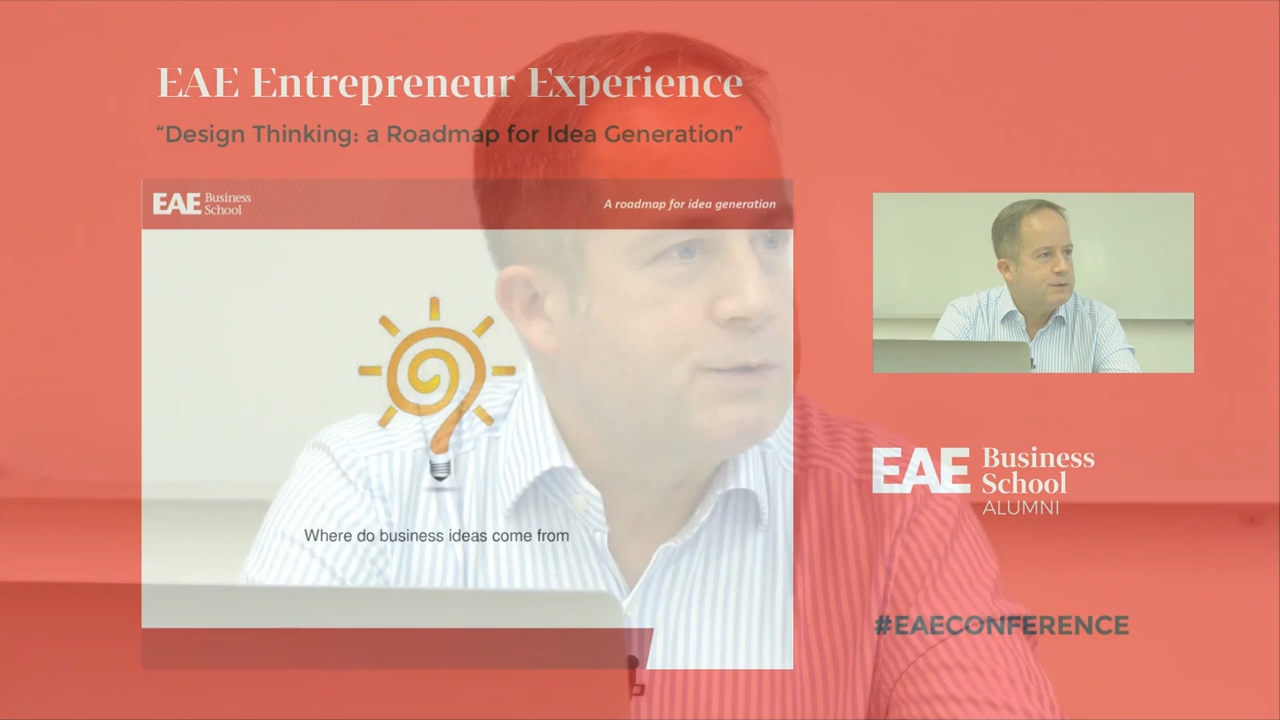 EAE Entrepreneur Experience
“Design Thinking: a Roadmap for Idea Generation”
EAE Business
School
A roadmap for idea generation
Where do business ideas come from
EAE Business
School
ALUMNI
#EAECONFERENCE